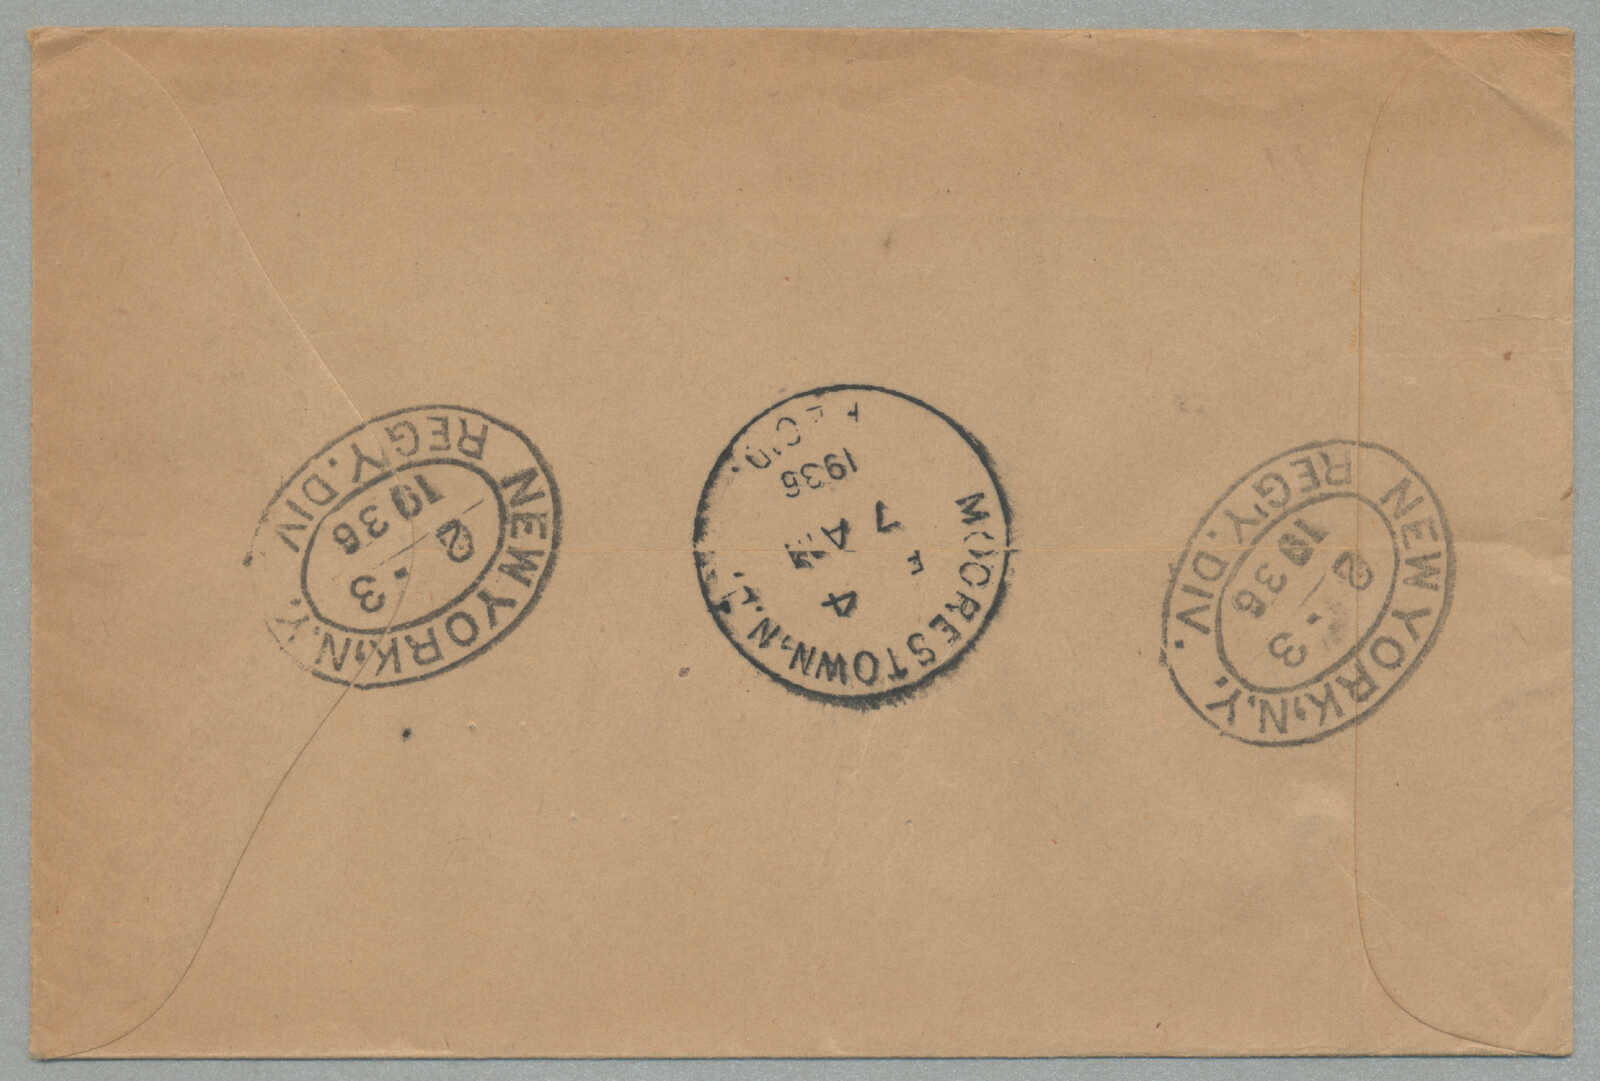 NEW YORK, N.Y.
2 - 3
1936
REG'Y. DIV.
MOORESTOWN, N.J.
4
7 AM
1936
REC'D.
NEW YORK, N.Y.
2 - 3
1936
REG'Y. DIV.